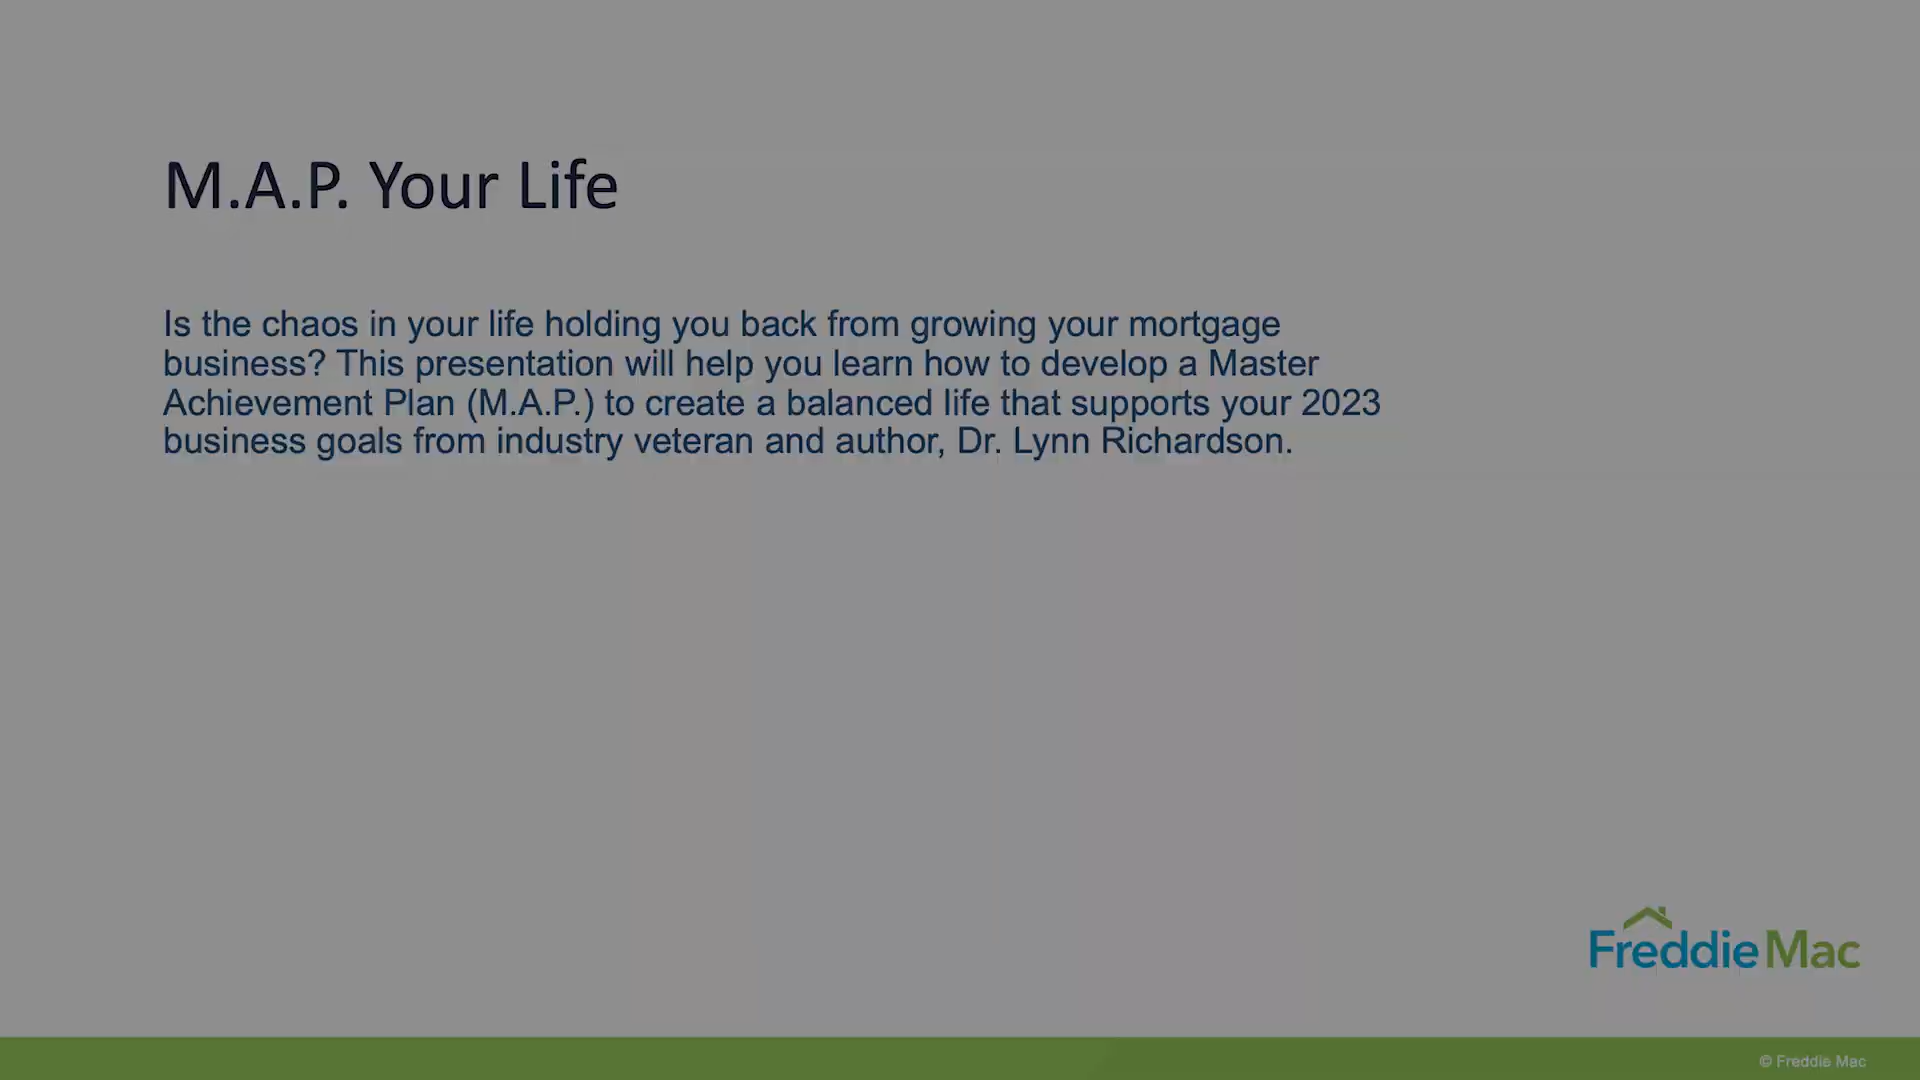 M.A.P. Your Life
Is the chaos in your life holding you back from growing your mortgage
business? This presentation will help you learn how to develop a Master
Achievement Plan (M.A.P.) to create a balanced life that supports your 2023
business goals from industry veteran and author, Dr. Lynn Richardson.
Freddie Mac
© Freddie Mac